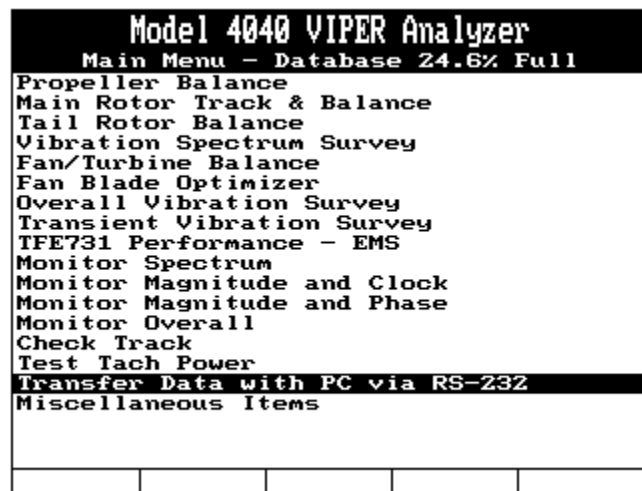 Model 4040 VIPER Analyzer
Main Menu – Database 24.6% Full
Propeller Balance
Main Rotor Track & Balance
Tail Rotor Balance
Vibration Spectrum Survey
Fan/Turbine Balance
Fan Blade Optimizer
Overall Vibration Survey
Transient Vibration Survey
TFE731 Performance – EMS
Monitor Spectrum
Monitor Magnitude and Clock
Monitor Magnitude and Phase
Monitor Overall
Check Track
Test Tach Power
Transfer Data with PC via RS-232
Miscellaneous Items